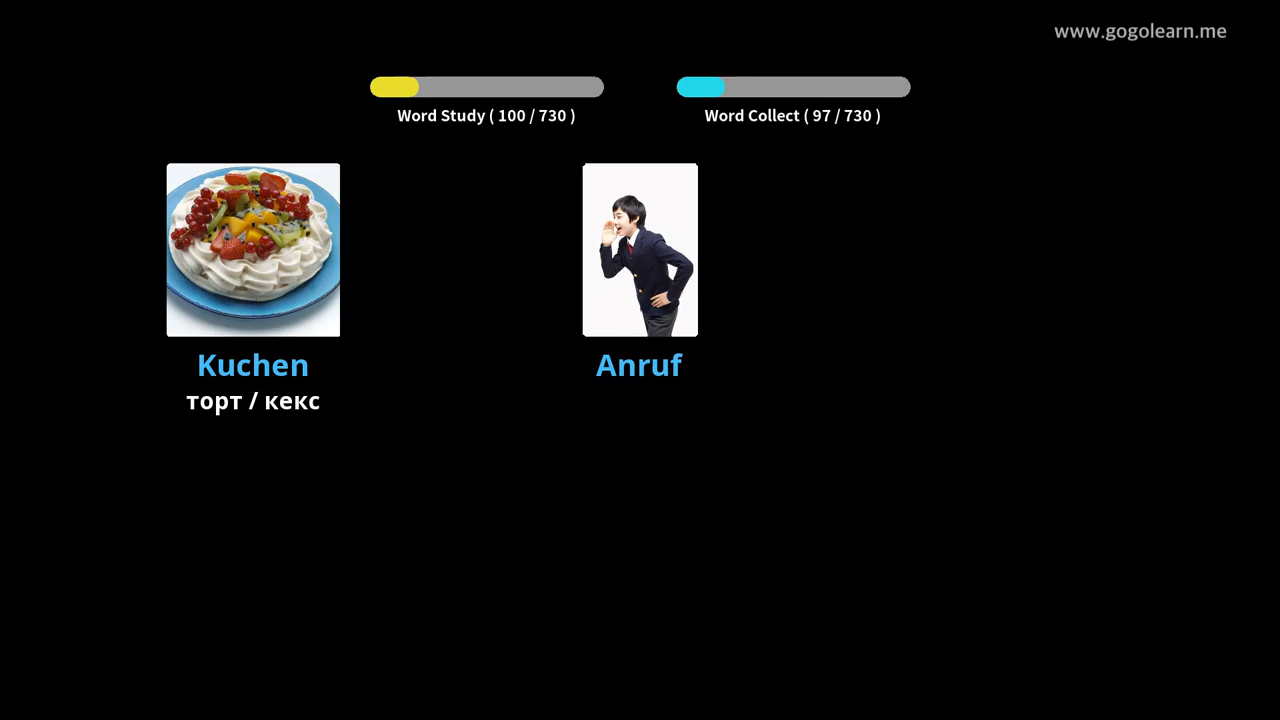 www.gogolearn.me
Word Study ( 100 / 730 )
Word Collect ( 97 / 730 )
Kuchen
торт / кекс
Anruf